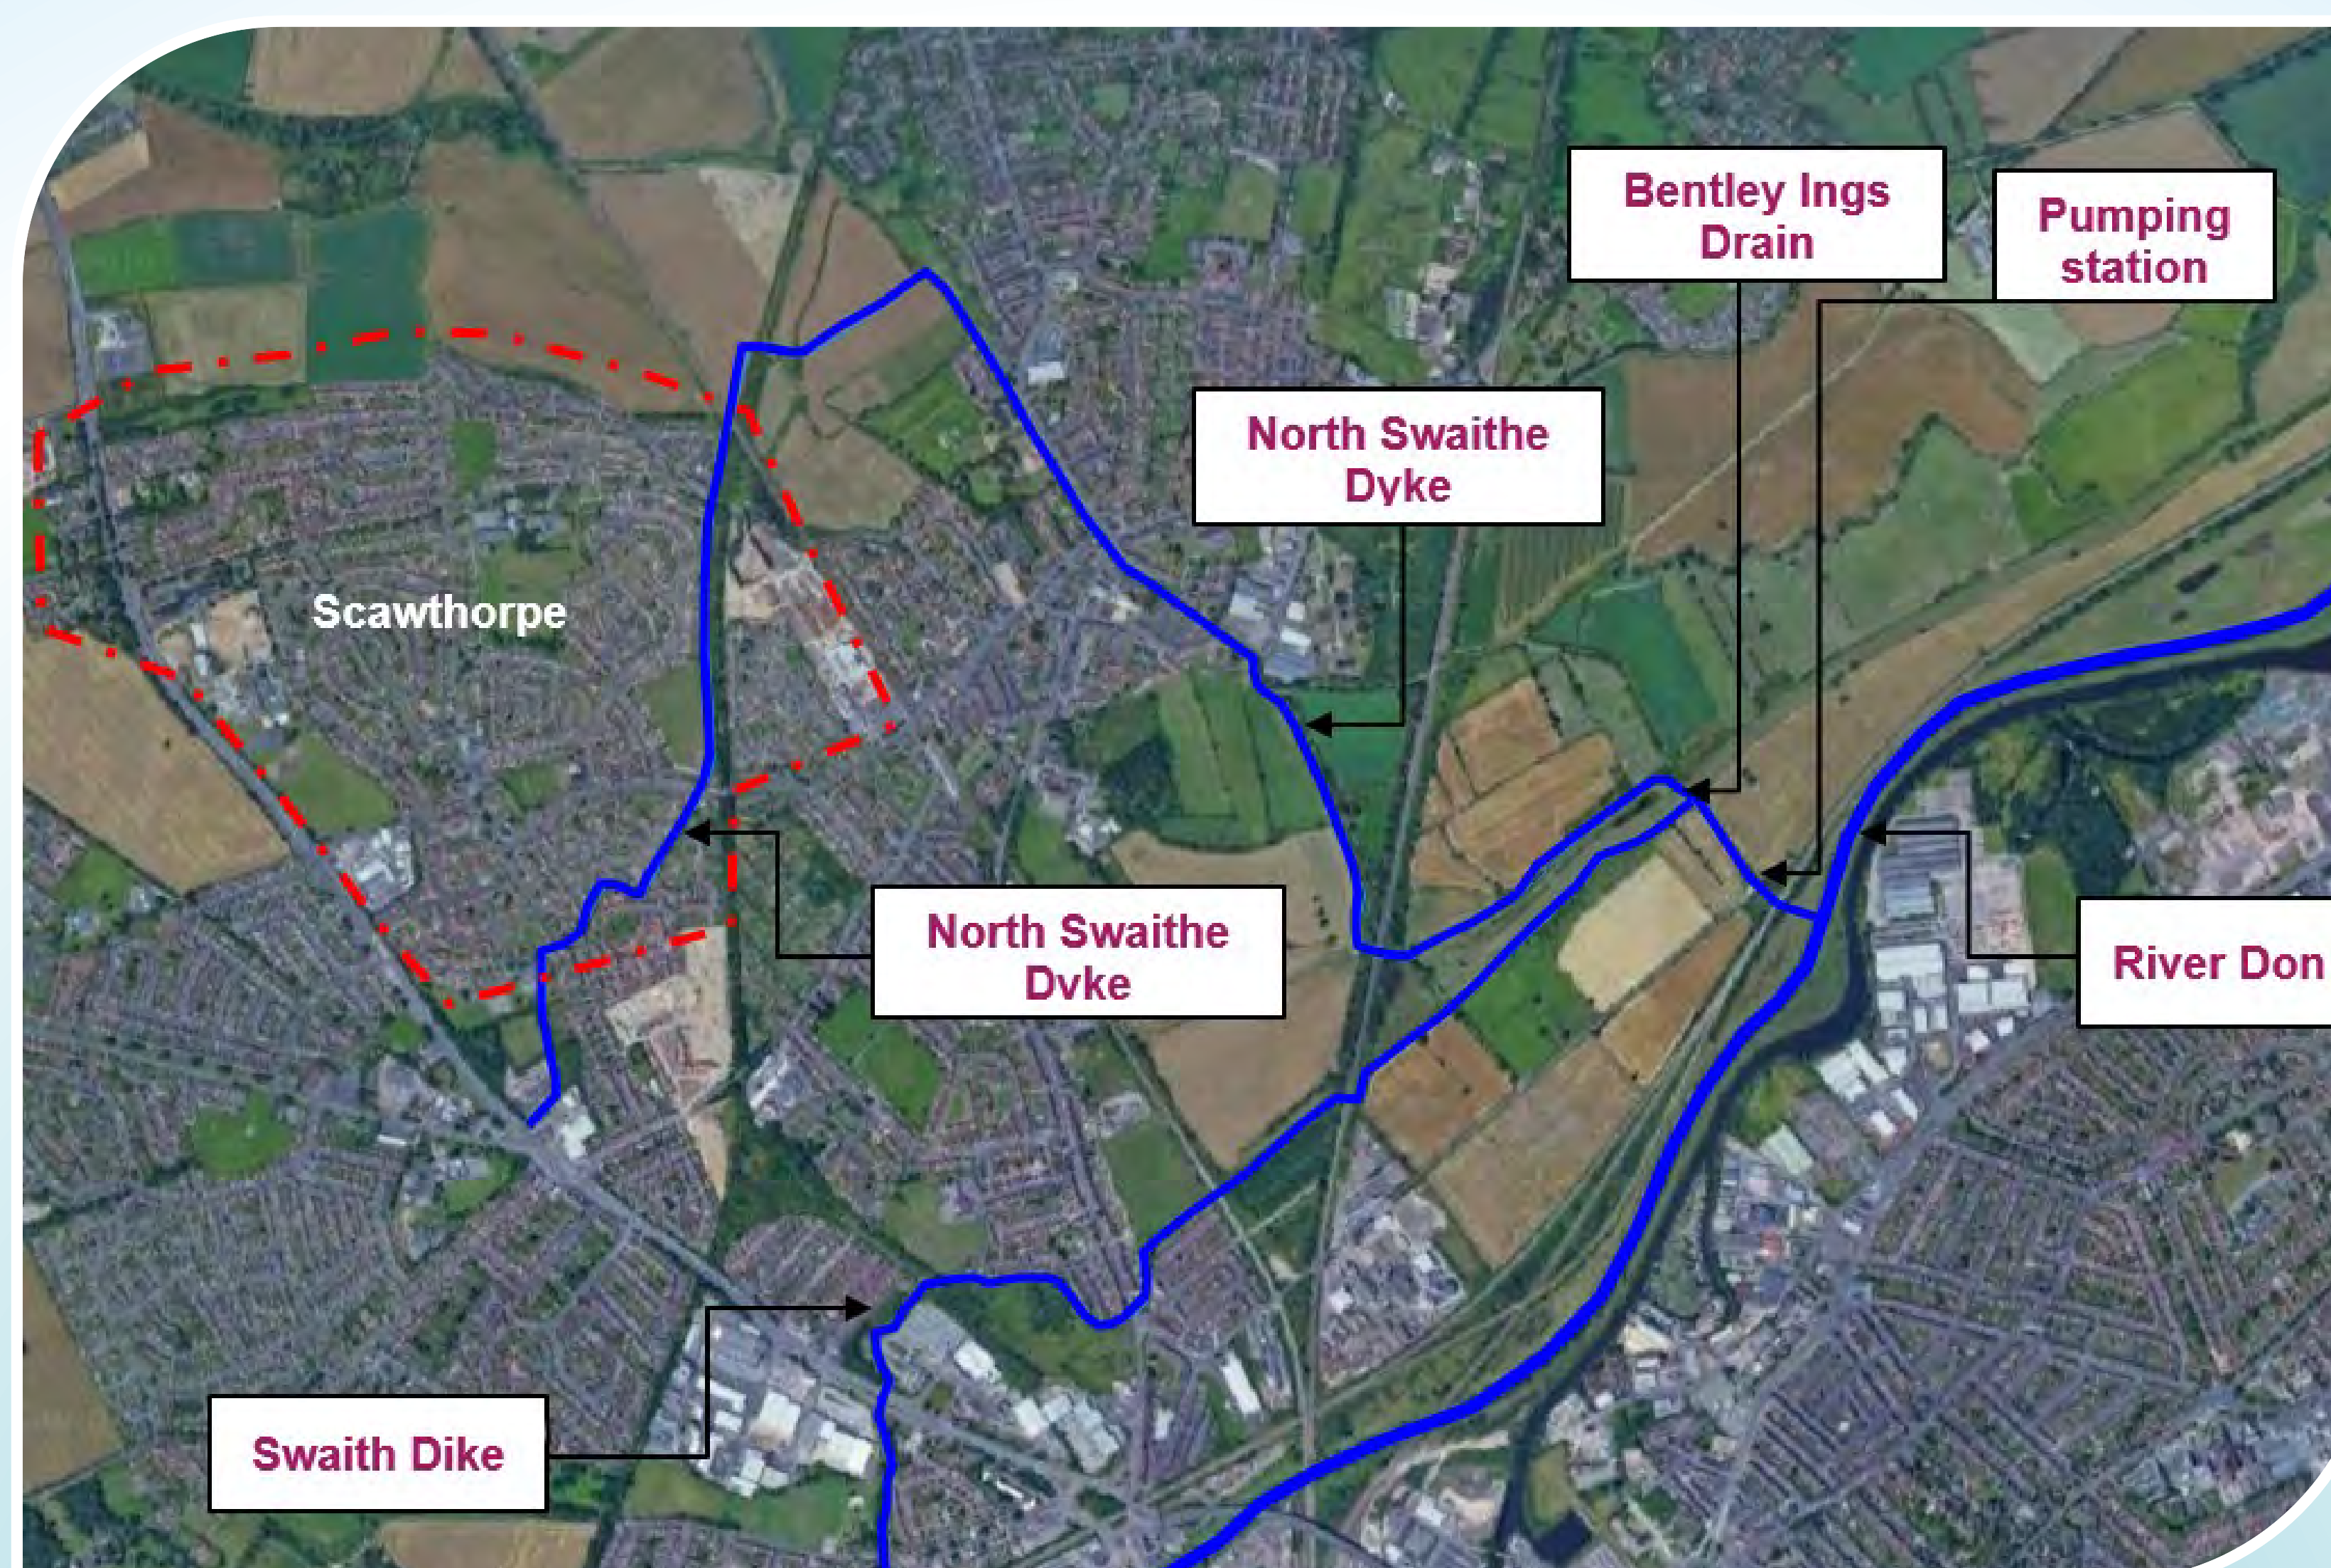 Bentley Ings
Drain
Pumping
station
North Swaithe
Dyke
Scawthorpe
North Swaithe
Dyke
River Don
Swaith Dike